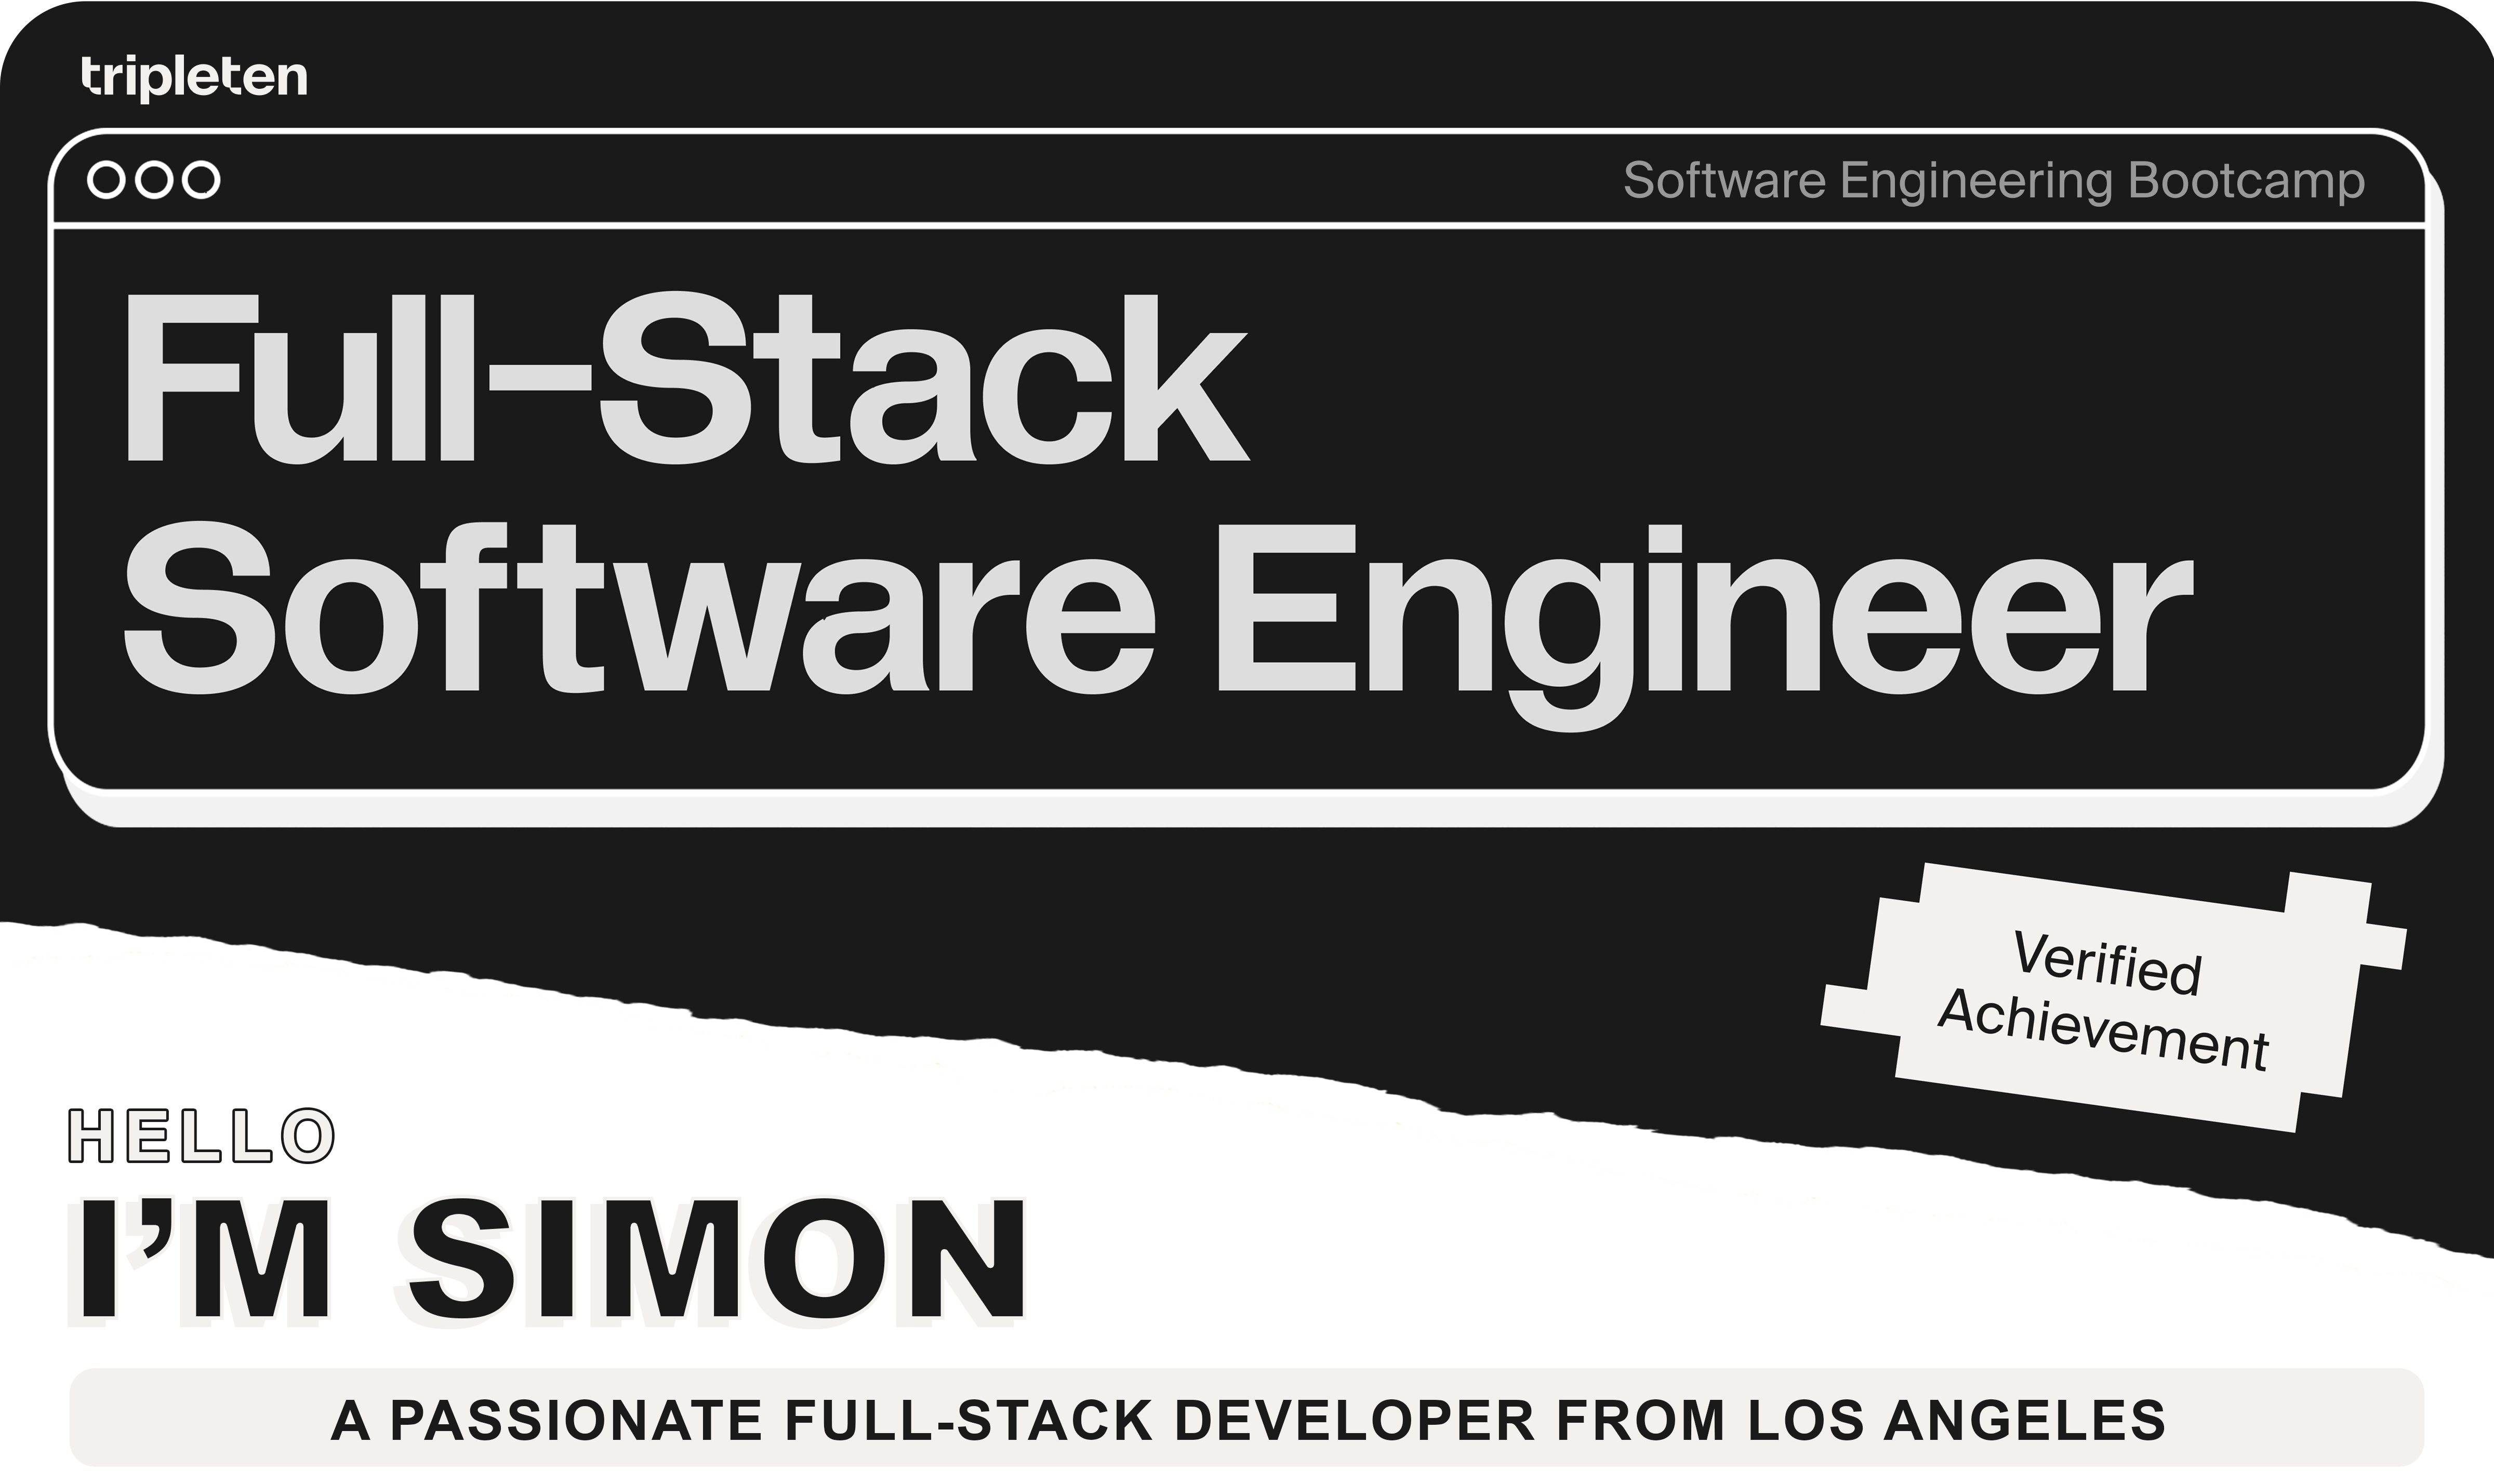 tripleten
Software Engineering Bootcamp
Full–Stack
Software Engineer
Verified
Achievement
HELLO
I’M SIMON
A PASSIONATE FULL-STACK DEVELOPER FROM LOS ANGELES